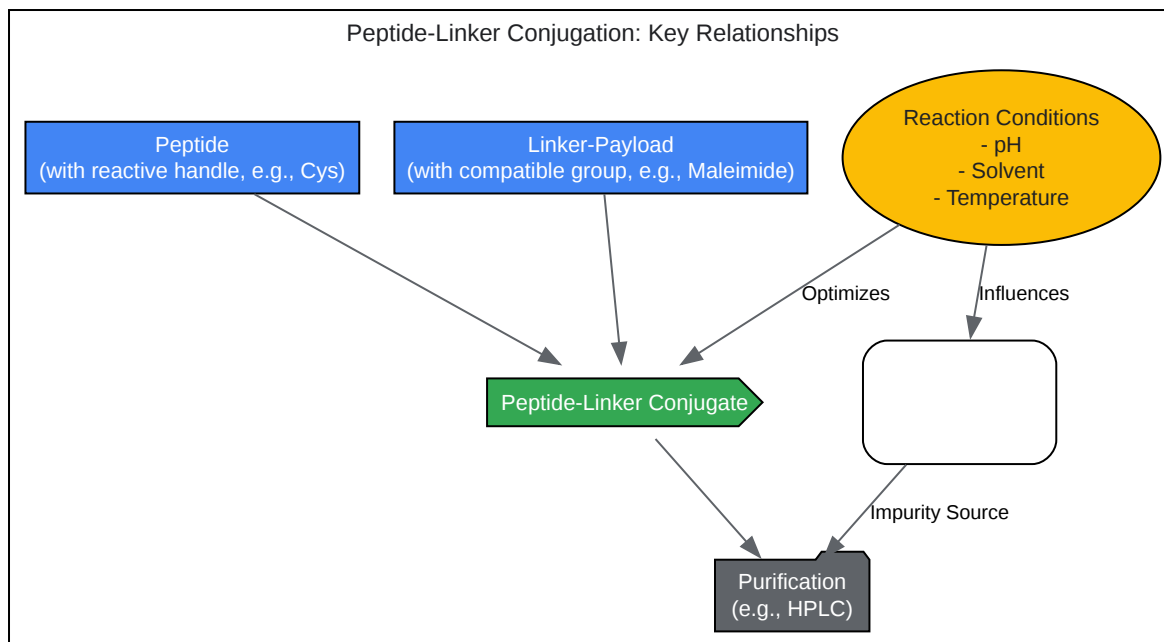 Peptide-Linker Conjugation: Key Relationships
Peptide
(with reactive handle, e.g., Cys)
Linker-Payload
(with compatible group, e.g., Maleimide)
Reaction Conditions
- pH
- Solvent
- Temperature
Optimizes
Influences
Peptide-Linker Conjugate
Impurity Source
Purification
(e.g., HPLC)